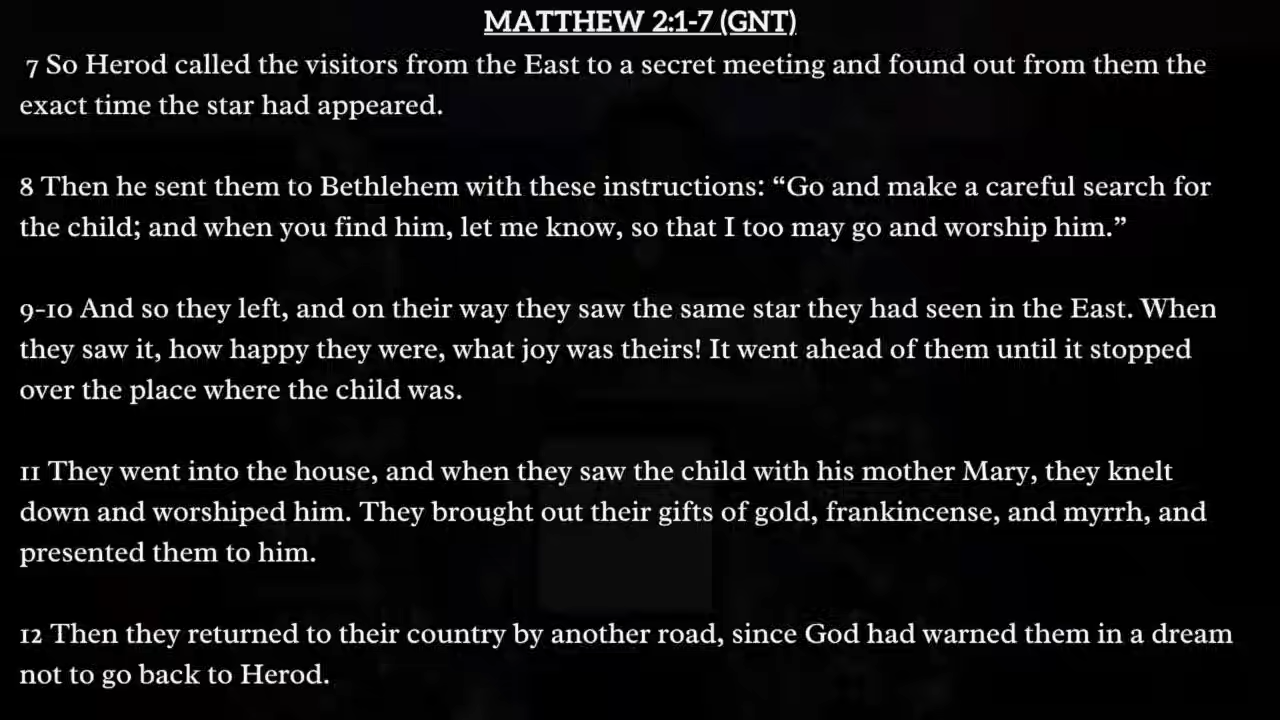 MATTHEW 2:1-7 (GNT)
7 So Herod called the visitors from the East to a secret meeting and found out from them the
exact time the star had appeared.
8 Then he sent them to Bethlehem with these instructions: “Go and make a careful search for
the child; and when you find him, let me know, so that I too may go and worship him.”
9-10 And so they left, and on their way they saw the same star they had seen in the East. When
they saw it, how happy they were, what joy was theirs! It went ahead of them until it stopped
over the place where the child was.
11 They went into the house, and when they saw the child with his mother Mary, they knelt
down and worshiped him. They brought out their gifts of gold, frankincense, and myrrh, and
presented them to him.
12 Then they returned to their country by another road, since God had warned them in a dream
not to go back to Herod.